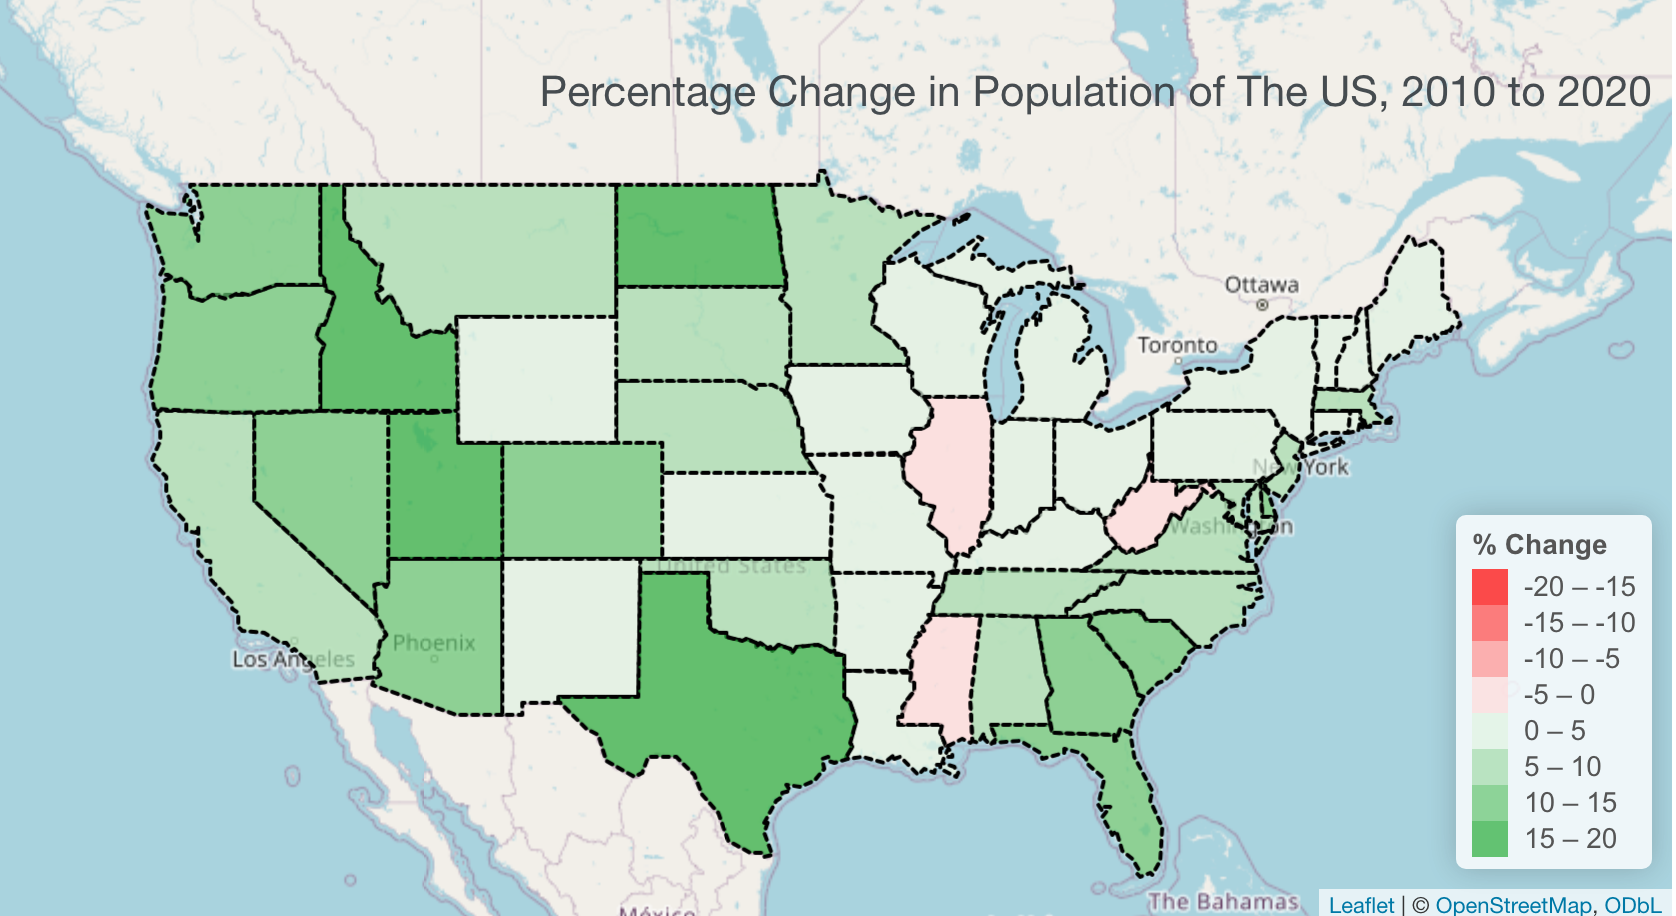 Percentage Change in Population of The US, 2010 to 2020
Ottawa
Toronto
New York
Washington
United States
Phoenix
Los Angeles
% Change
-20 – -15
-15 – -10
-10 – -5
-5 – 0
0 – 5
5 – 10
10 – 15
15 – 20
The Bahamas
México
Leaflet | © OpenStreetMap, ODbL